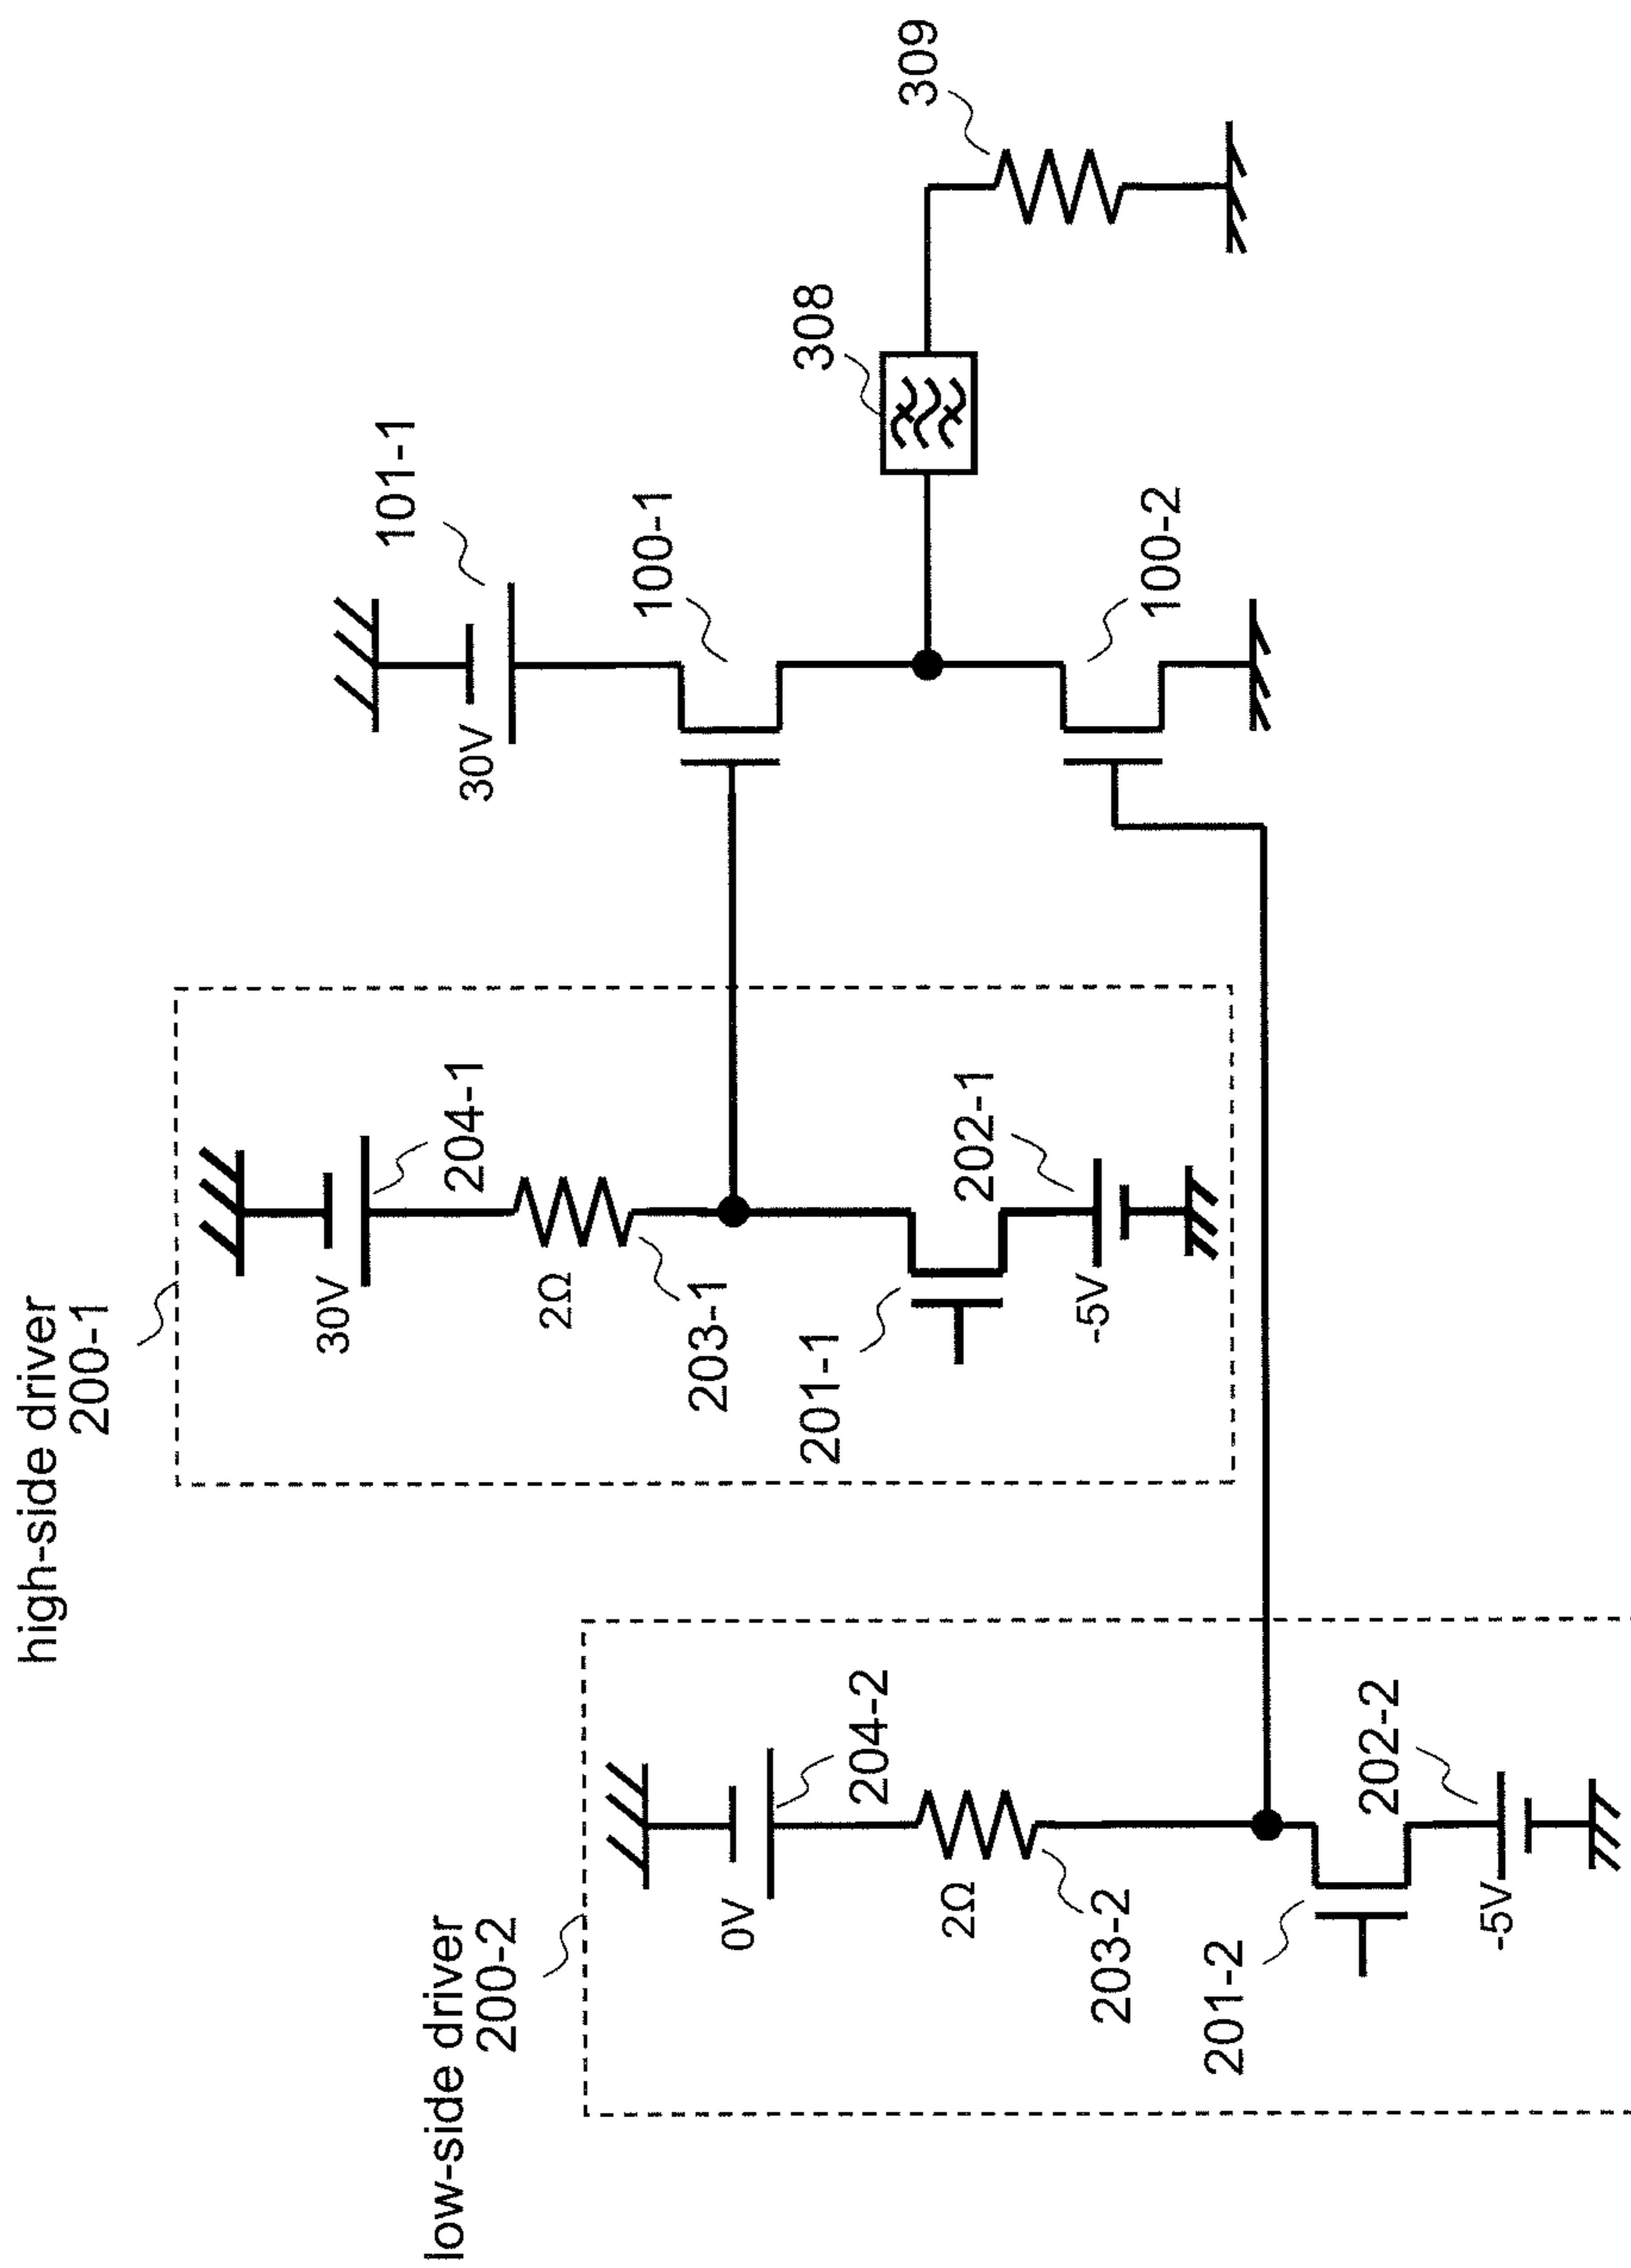 high-side driver
200-1
30V
204-1
2Ω
203-1
201-1
202-1
-5V
low-side driver
200-2
0V
204-2
2Ω
203-2
201-2
202-2
-5V
101-1
30V
100-1
100-2
308
309